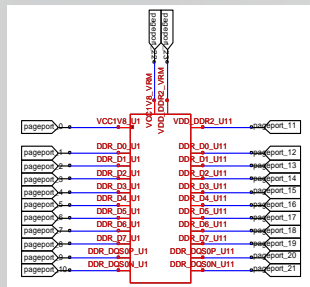 pageport_22
pageport_23
VCC1V8_VRM
VDD_DDR2_VRM
pageport 0 VCC1V8_U1 VDD_DDR2_U11 pageport_11
pageport 1 DDR_D0_U1 DDR_D0_U11 pageport_12
pageport 2 DDR_D1_U1 DDR_D1_U11 pageport_13
pageport 3 DDR_D2_U1 DDR_D2_U11 pageport_14
pageport 4 DDR_D3_U1 DDR_D3_U11 pageport_15
pageport 5 DDR_D4_U1 DDR_D4_U11 pageport_16
pageport 6 DDR_D5_U1 DDR_D5_U11 pageport_17
pageport 7 DDR_D6_U1 DDR_D6_U11 pageport_18
pageport 8 DDR_D7_U1 DDR_D7_U11 pageport_19
pageport 9 DDR_DQS0P_U1 DDR_DQS0P_U11 pageport_20
pageport 10 DDR_DQS0N_U1 DDR_DQS0N_U11 pageport_21